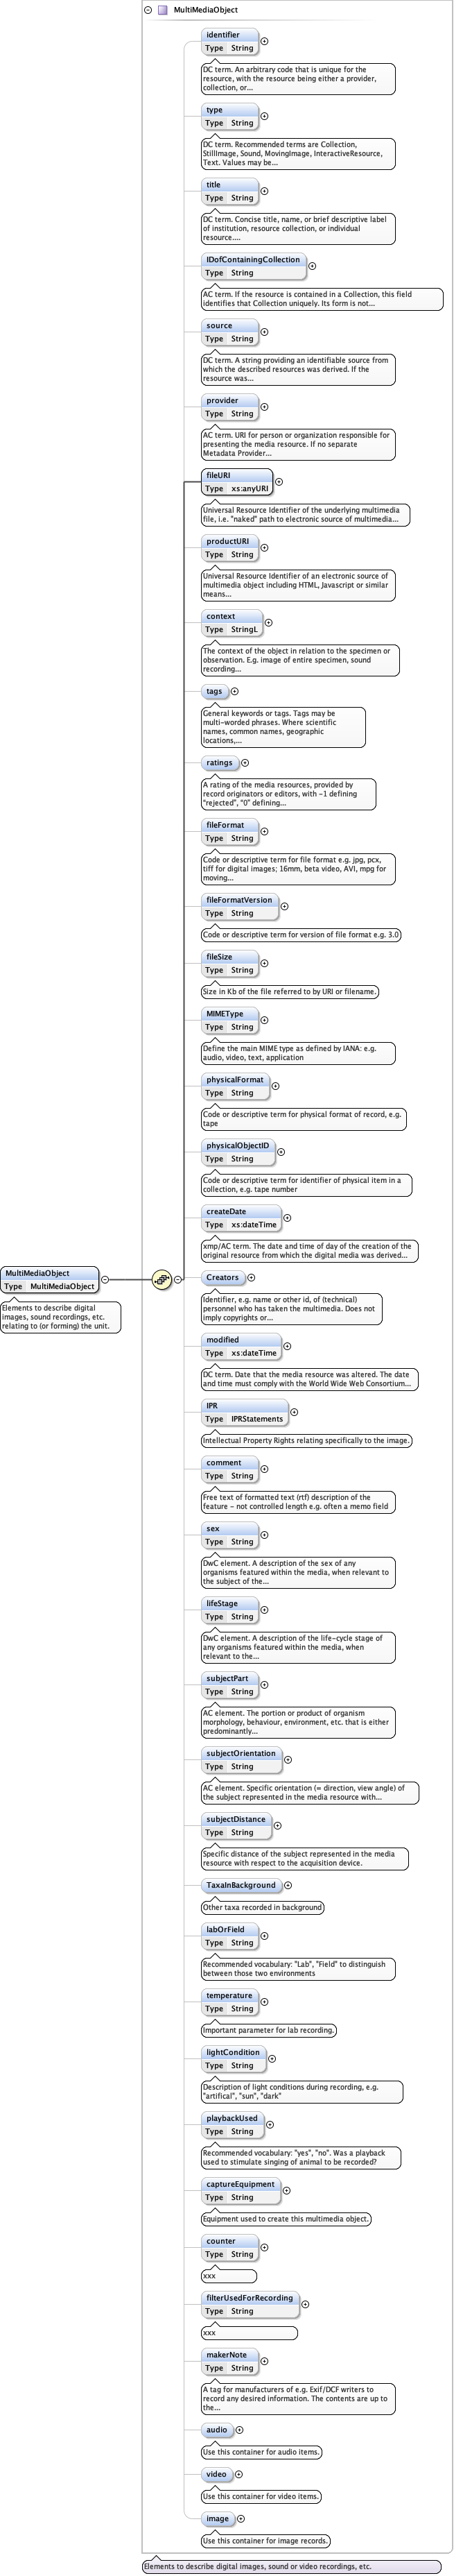 MultiMediaObject
identifier
Type String
DC term. An arbitrary code that is unique for the
resource, with the resource being either a provider,
collection, or...
type
Type String
DC term. Recommended terms are Collection,
StillImage, Sound, MovingImage, InteractiveResource,
Text. Values may be...
title
Type String
DC term. Concise title, name, or brief descriptive label
of institution, resource collection, or individual
resource....
IDofContainingCollection
Type String
AC term. If the resource is contained in a Collection, this field
identifies that Collection uniquely. Its form is not...
source
Type String
DC term. A string providing an identifiable source from
which the described resources was derived. If the
resource was...
provider
Type String
AC term. URI for person or organization responsible for
presenting the media resource. If no separate
Metadata Provider...
fileURI
Type xs:anyURI
Universal Resource Identifier of the underlying multimedia
file, i.e. "naked" path to electronic source of multimedia...
productURI
Type String
Universal Resource Identifier of an electronic source of
multimedia object including HTML, Javascript or similar
means...
context
Type StringL
The context of the object in relation to the specimen or
observation. E.g. image of entire specimen, sound
recording...
tags
General keywords or tags. Tags may be
multi-worded phrases. Where scientific
names, common names, geographic
locations,...
ratings
A rating of the media resources, provided by
record originators or editors, with -1 defining
"rejected", "0" defining...
fileFormat
Type String
Code or descriptive term for file format e.g. jpg, pcx,
tiff for digital images; 16mm, beta video, AVI, mpg for
moving...
fileFormatVersion
Type String
Code or descriptive term for version of file format e.g. 3.0
fileSize
Type String
Size in Kb of the file referred to by URI or filename.
MIMEType
Type String
Define the main MIME type as defined by IANA: e.g.
audio, video, text, application
physicalFormat
Type String
Code or descriptive term for physical format of record, e.g.
tape
physicalObjectID
Type String
Code or descriptive term for identifier of physical item in a
collection, e.g. tape number
createDate
Type xs:dateTime
xmp/AC term. The date and time of day of the creation of the
original resource from which the digital media was derived...
MultiMediaObject
Type MultiMediaObject
Elements to describe digital
images, sound recordings, etc.
relating to (or forming) the unit.
Creators
Identifier, e.g. name or other id, of (technical)
personnel who has taken the multimedia. Does not
imply copyrights or...
modified
Type xs:dateTime
DC term. Date that the media resource was altered. The date
and time must comply with the World Wide Web Consortium...
IPR
Type IPRStatements
Intellectual Property Rights relating specifically to the image.
comment
Type String
Free text of formatted text (rtf) description of the
feature - not controlled length e.g. often a memo field
sex
Type String
DwC element. A description of the sex of any
organisms featured within the media, when relevant to
the subject of the...
lifeStage
Type String
DwC element. A description of the life-cycle stage of
any organisms featured within the media, when
relevant to the...
subjectPart
Type String
AC element. The portion or product of organism
morphology, behaviour, environment, etc. that is either
predominantly...
subjectOrientation
Type String
AC element. Specific orientation (= direction, view angle) of
the subject represented in the media resource with...
subjectDistance
Type String
Specific distance of the subject represented in the media
resource with respect to the acquisition device.
TaxaInBackground
Other taxa recorded in background
labOrField
Type String
Recommended vocabulary: "Lab", "Field" to distinguish
between those two environments
temperature
Type String
Important parameter for lab recording.
lightCondition
Type String
Description of light conditions during recording, e.g.
"artifical", "sun", "dark"
playbackUsed
Type String
Recommended vocabulary: "yes", "no". Was a playback
used to stimulate singing of animal to be recorded?
captureEquipment
Type String
Equipment used to create this multimedia object.
counter
Type String
xxx
filterUsedForRecording
Type String
xxx
makerNote
Type String
A tag for manufacturers of e.g. Exif/DCF writers to
record any desired information. The contents are up to
the...
audio
Use this container for audio items.
video
Use this container for video items.
image
Use this container for image records.
Elements to describe digital images, sound or video recordings, etc.